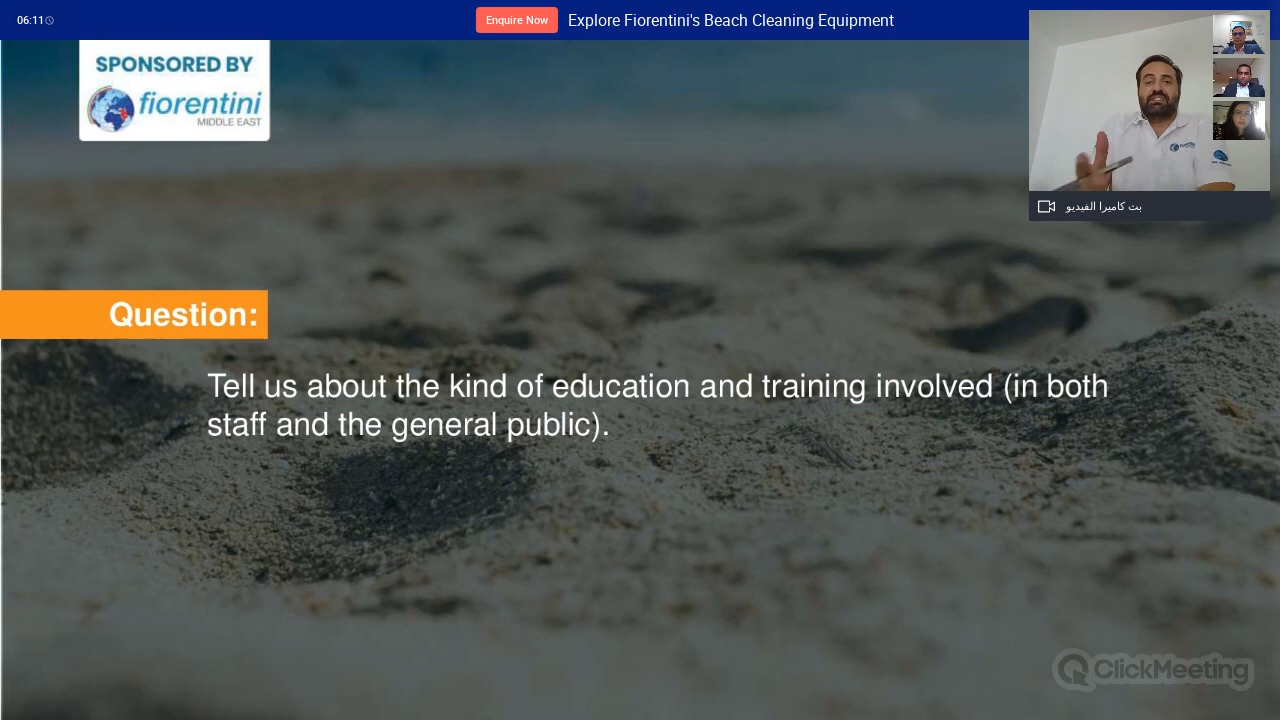 06:11
Enquire Now
Explore Fiorentini's Beach Cleaning Equipment
SPONSORED BY
fiorentini
MIDDLE EAST
بث كاميرا الفيديو
Question:
Tell us about the kind of education and training involved (in both
staff and the general public).
ClickMeeting